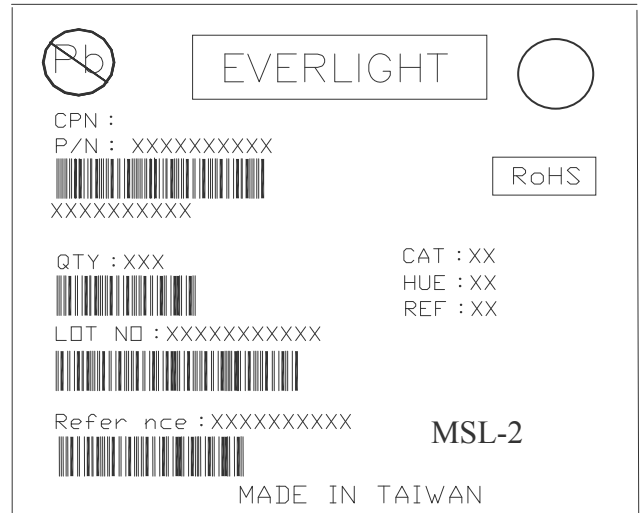 Pb
EVERLIGHT
CPN :
P/N : XXXXXXXXXX
RoHS
XXXXXXXXXX
QTY : XXX
CAT : XX
HUE : XX
REF : XX
LOT NO : XXXXXXXXXXX
Refer nce : XXXXXXXXXX
MSL-2
MADE IN TAIWAN